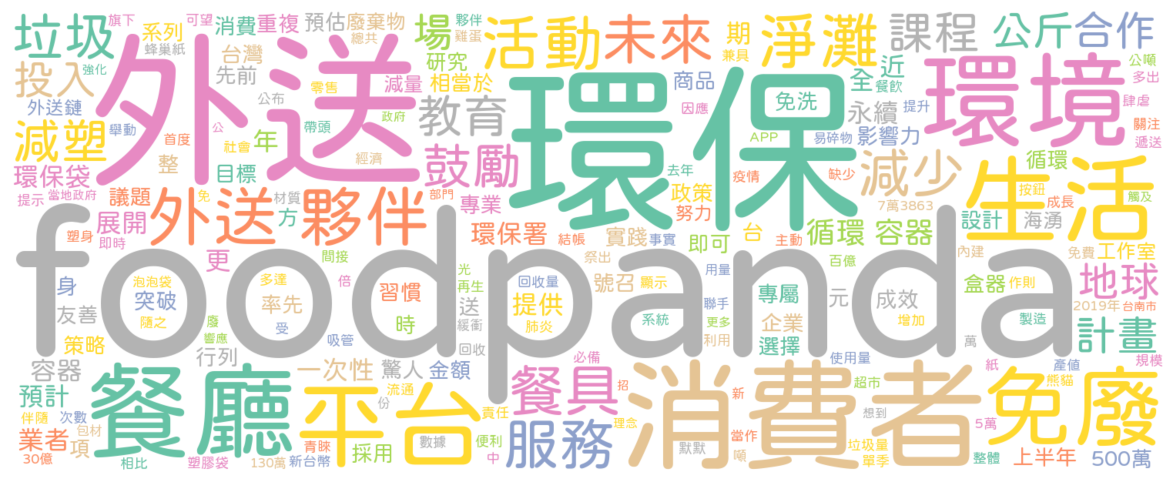 垃圾 旗下 可望 系列 蜂巢紙 強化 外送 消費 重複 預估 廢棄物 總共 場 夥伴 雞蛋 活動 未來 期 兼具 淨灘 課程 公斤 合作
投入 台灣 先前 研究 減量 相當於 商品 因應 全 近 餐飲 環境 公噸 多出
外送鏈 舉動 公布 零售 政府 教育 環保 免洗 永續 提升 肆虐 關注
減塑 首度 年 帶頭 社會 公 經濟 APP 易碎物 影響力 遞送
環保袋 整 目標 鼓勵 去年 疫情 缺少 減少 循環 生活
提示 當地政府 議題 免 材質 方 部門 專業 政策 努力 7萬3863 按鈕 成長 觸及
塑身 展開 即時 外送夥伴 環保署 結帳 實踐 事實 即可 台 主動 循環容器 設計 海湧 內建 免費 工作室
foodpanda
更 間接 光 祭出 用量 百億
身 泡泡袋 突破 隨之 多達 率先 倍 習慣 再生 送 緩衝 回收量 提供 肺炎 號召 顯示 聯手 專屬 元 成效 盒器 作則 地球 2019年 台南市
友善 廢 響應 受 吸管 時 回收 系統 更多 利用 企業 選擇 增加 萬 製造 計畫
策略 行列 容器 一次性 驚人 金額 必備 使用量 紙 產值 規模
預計 伴隨 次數 餐廳 平台 流通 份 責任 餐具 招 消費者 新 超市 想到 熊貓 免廢
業者 項 包材 30億 相比 塑膠袋 130萬 青睞 新台幣 採用 數據 便利 中 服務 理念 默默 當作 噸 垃圾量 單季 5萬 整體 上半年 500萬